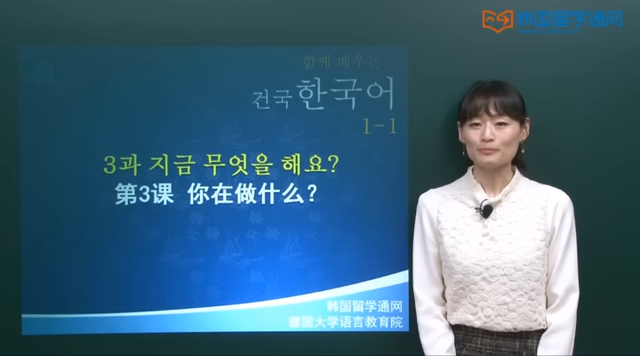 韩国留学通网
함께 배우는
건국 한국어
1-1
3과 지금 무엇을 해요?
第3课 你在做什么?
韩国留学通网
建国大学语言教育院